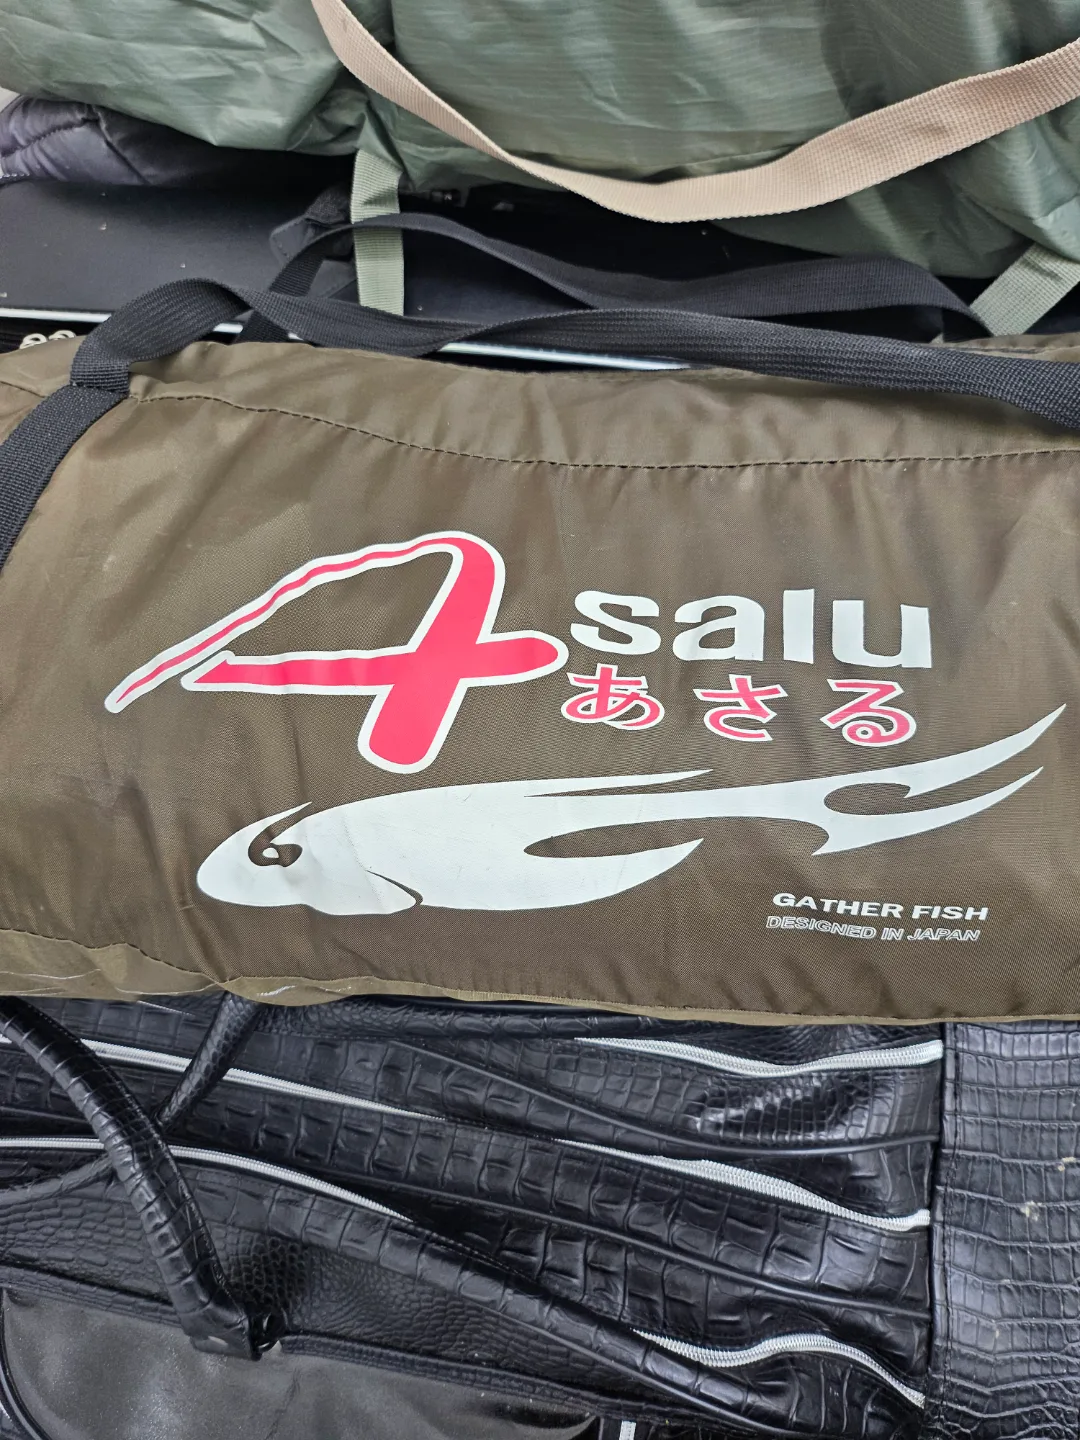 Asalu
あさる
GATHER FISH
DESIGNED IN JAPAN